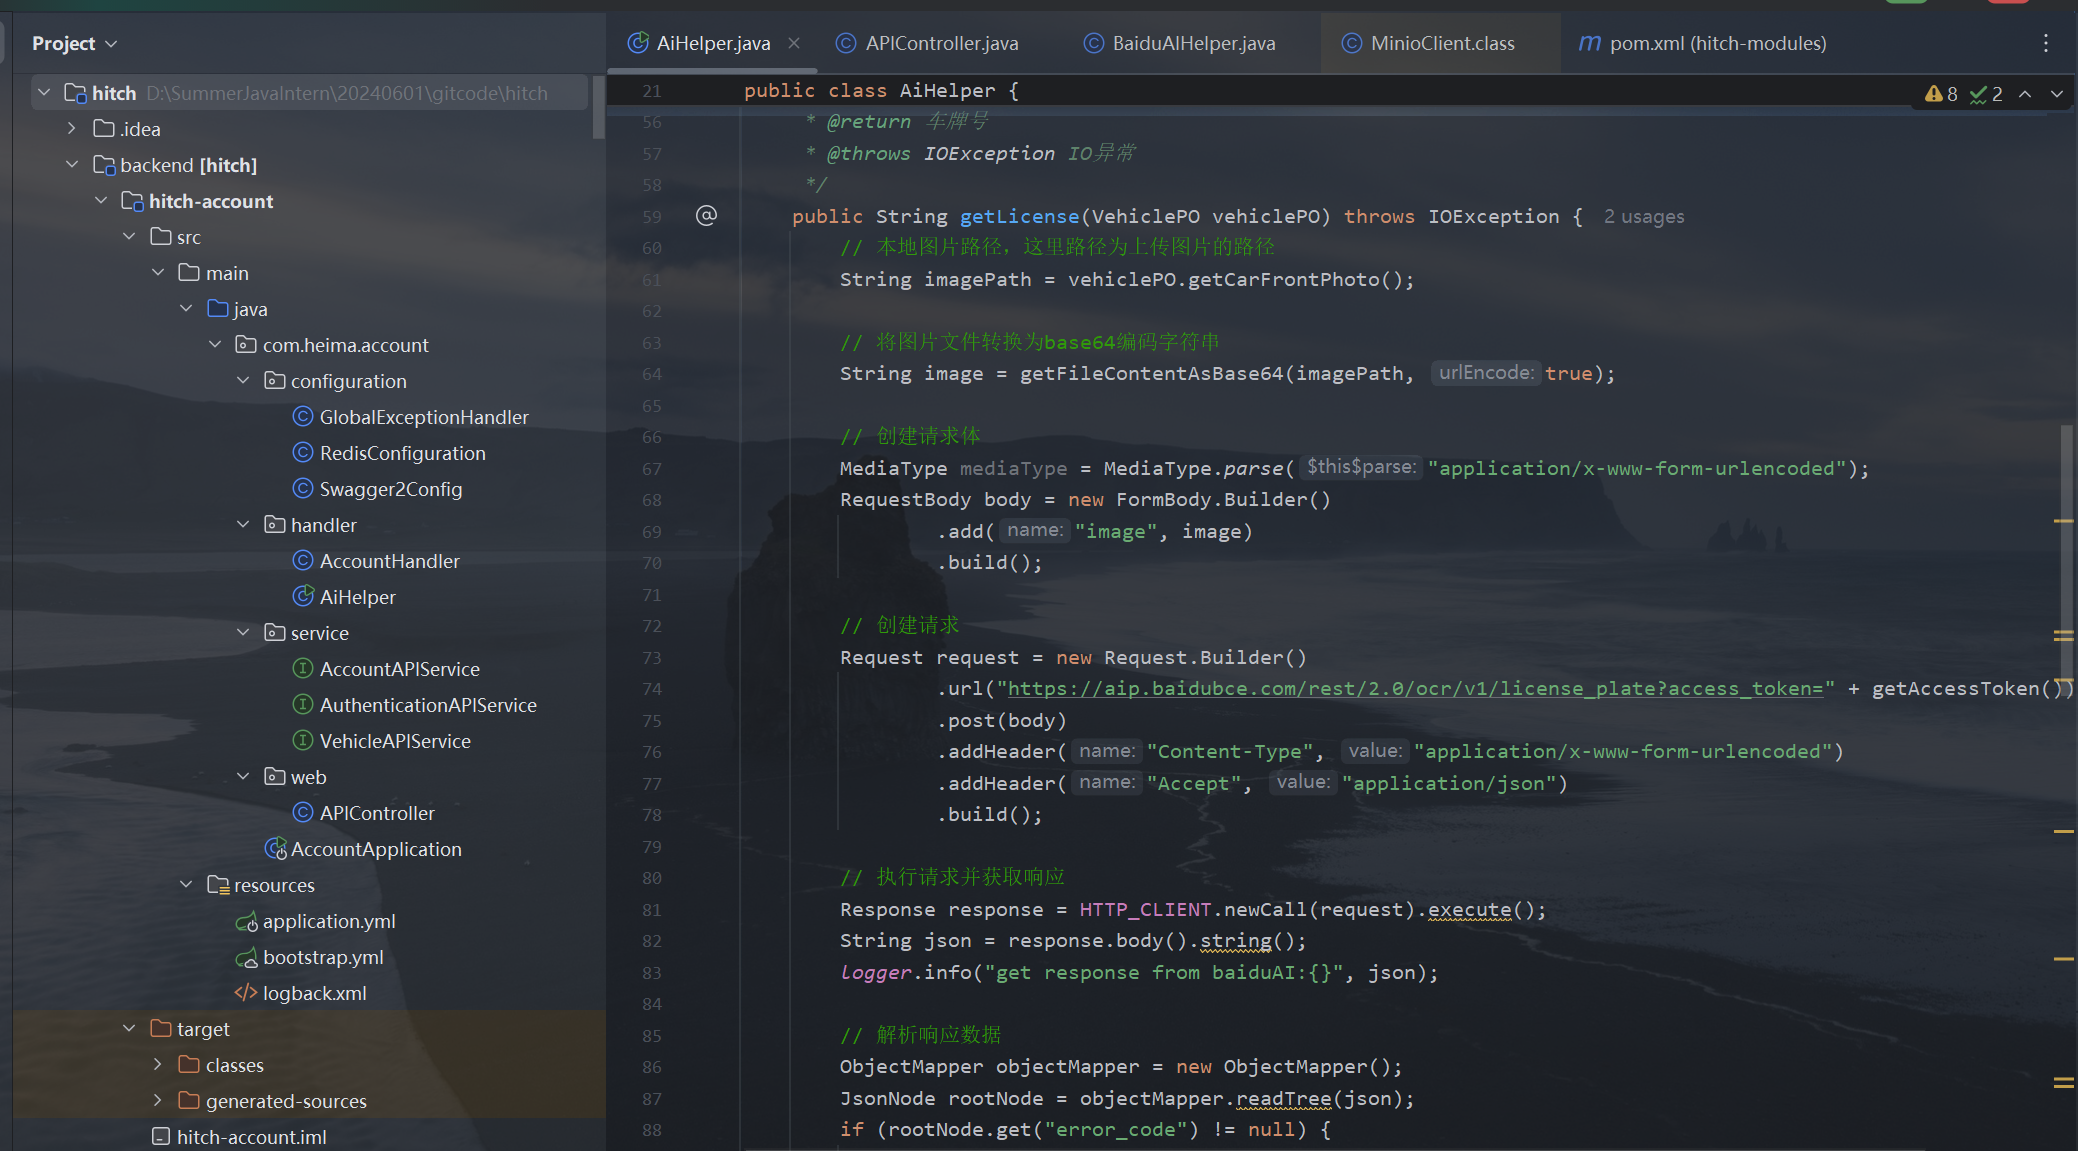 Project
hitch D:\SummerJavaIntern\20240601\gitcode\hitch
.idea
backend [hitch]
hitch-account
src
main
java
com.heima.account
configuration
GlobalExceptionHandler
RedisConfiguration
Swagger2Config
handler
AccountHandler
AiHelper
service
AccountAPIService
AuthenticationAPIService
VehicleAPIService
web
APIController
AccountApplication
resources
application.yml
bootstrap.yml
logback.xml
target
classes
generated-sources
hitch-account.iml
AiHelper.java APIController.java BaiduAIHelper.java MinioClient.class pom.xml (hitch-modules)
8 2
21 public class AiHelper {
56 * @return 车牌号
57 * @throws IOException IO异常
58 */
59 public String getLicense(VehiclePO vehiclePO) throws IOException { 2 usages
60 // 本地图片路径，这里路径为上传图片的路径
61 String imagePath = vehiclePO.getCarFrontPhoto();
62
63 // 将图片文件转换为base64编码字符串
64 String image = getFileContentAsBase64(imagePath, urlEncode: true);
65
66 // 创建请求体
67 MediaType mediaType = MediaType.parse( $this$parse: "application/x-www-form-urlencoded");
68 RequestBody body = new FormBody.Builder()
69 .add( name: "image", image)
70 .build();
71
72 // 创建请求
73 Request request = new Request.Builder()
74 .url("https://aip.baidubce.com/rest/2.0/ocr/v1/license_plate?access_token=" + getAccessToken())
75 .post(body)
76 .addHeader( name: "Content-Type", value: "application/x-www-form-urlencoded")
77 .addHeader( name: "Accept", value: "application/json")
78 .build();
79
80 // 执行请求并获取响应
81 Response response = HTTP_CLIENT.newCall(request).execute();
82 String json = response.body().string();
83 logger.info("get response from baiduAI:{}", json);
84
85 // 解析响应数据
86 ObjectMapper objectMapper = new ObjectMapper();
87 JsonNode rootNode = objectMapper.readTree(json);
88 if (rootNode.get("error_code") != null) {